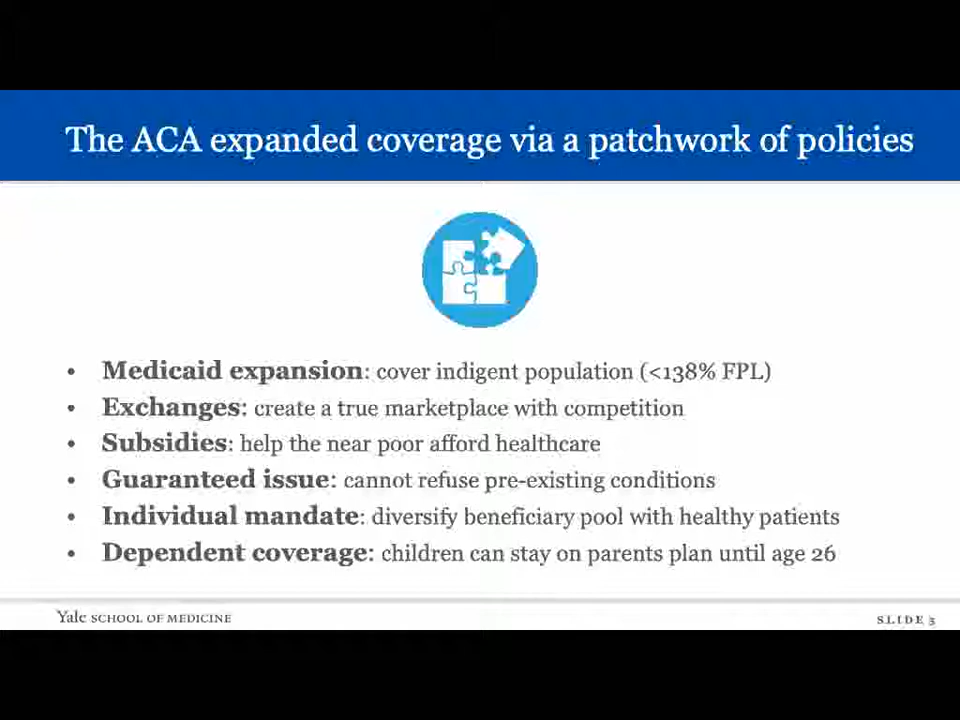 The ACA expanded coverage via a patchwork of policies
• Medicaid expansion: cover indigent population (<138% FPL)
• Exchanges: create a true marketplace with competition
• Subsidies: help the near poor afford healthcare
• Guaranteed issue: cannot refuse pre-existing conditions
• Individual mandate: diversify beneficiary pool with healthy patients
• Dependent coverage: children can stay on parents plan until age 26
Yale SCHOOL OF MEDICINE
SLIDE 3